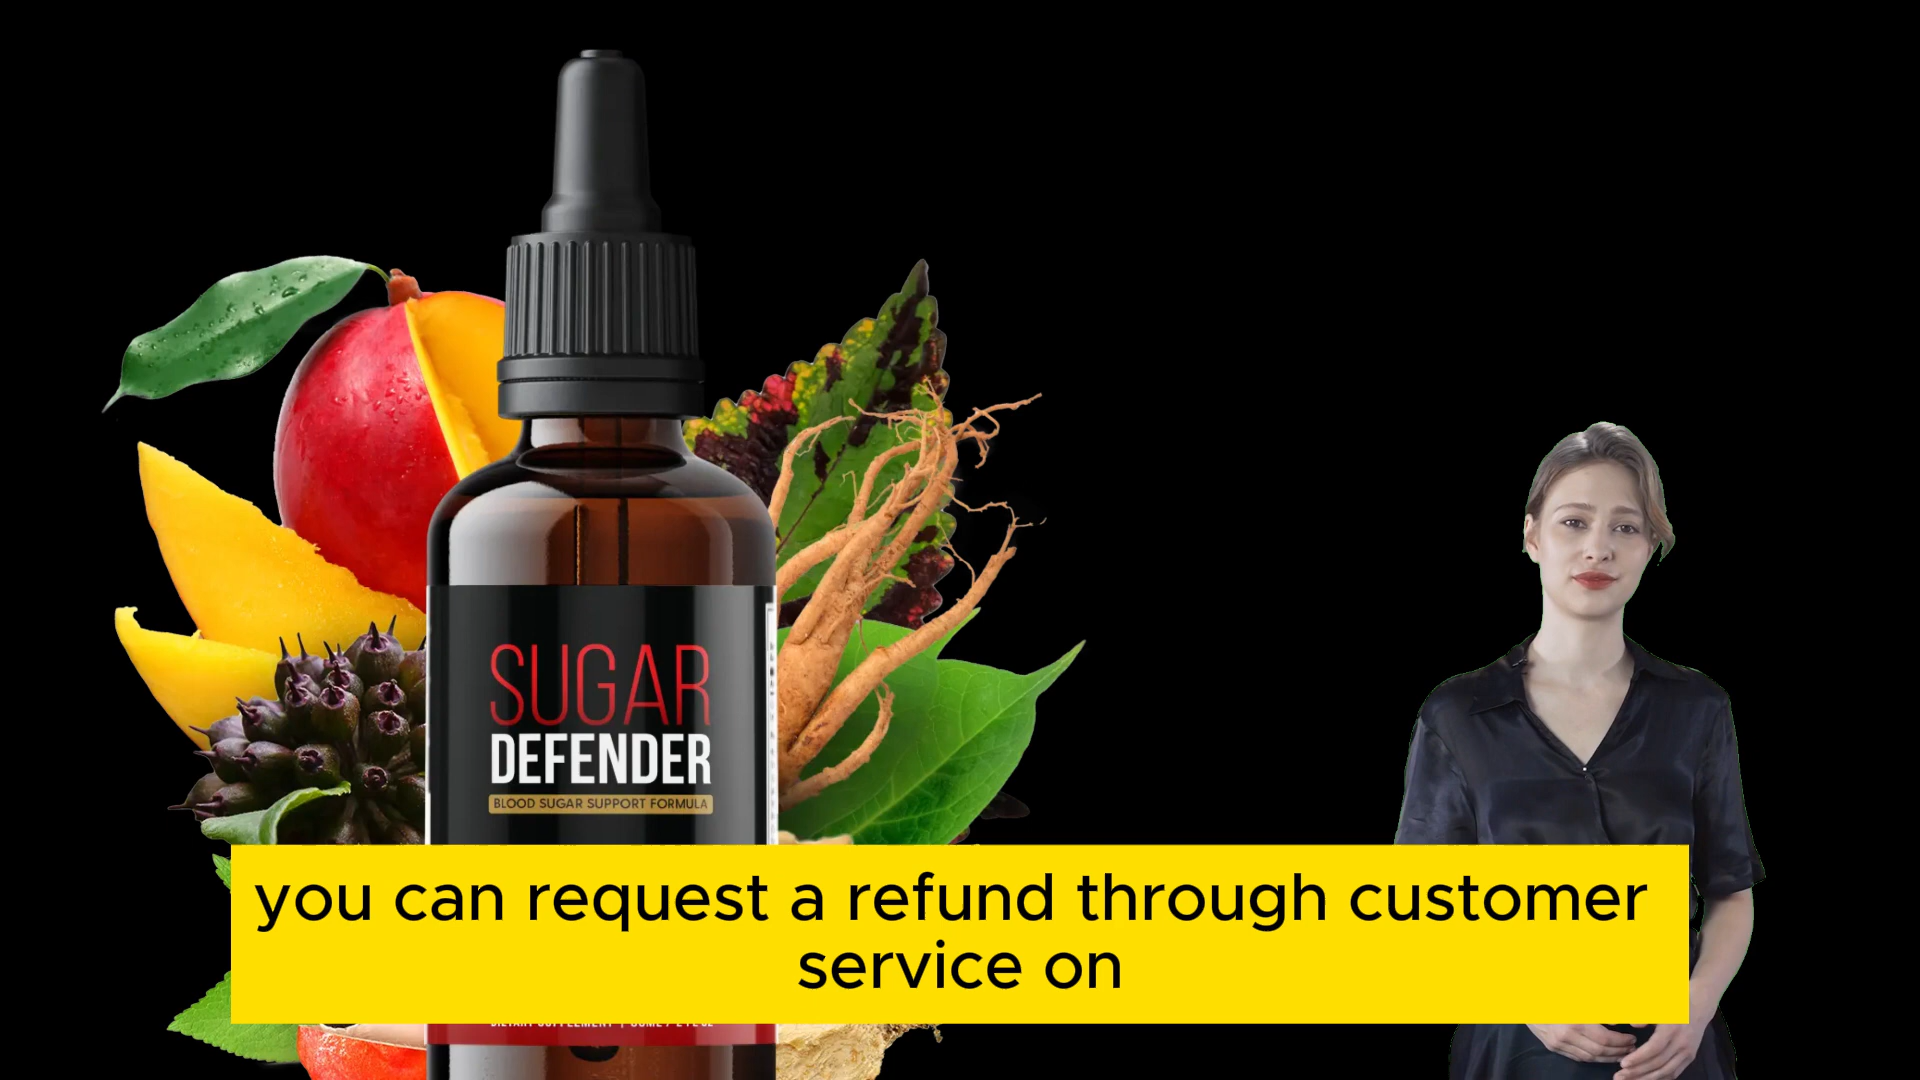 SUGAR
DEFENDER
BLOOD SUGAR SUPPORT FORMULA
you can request a refund through customer
service on